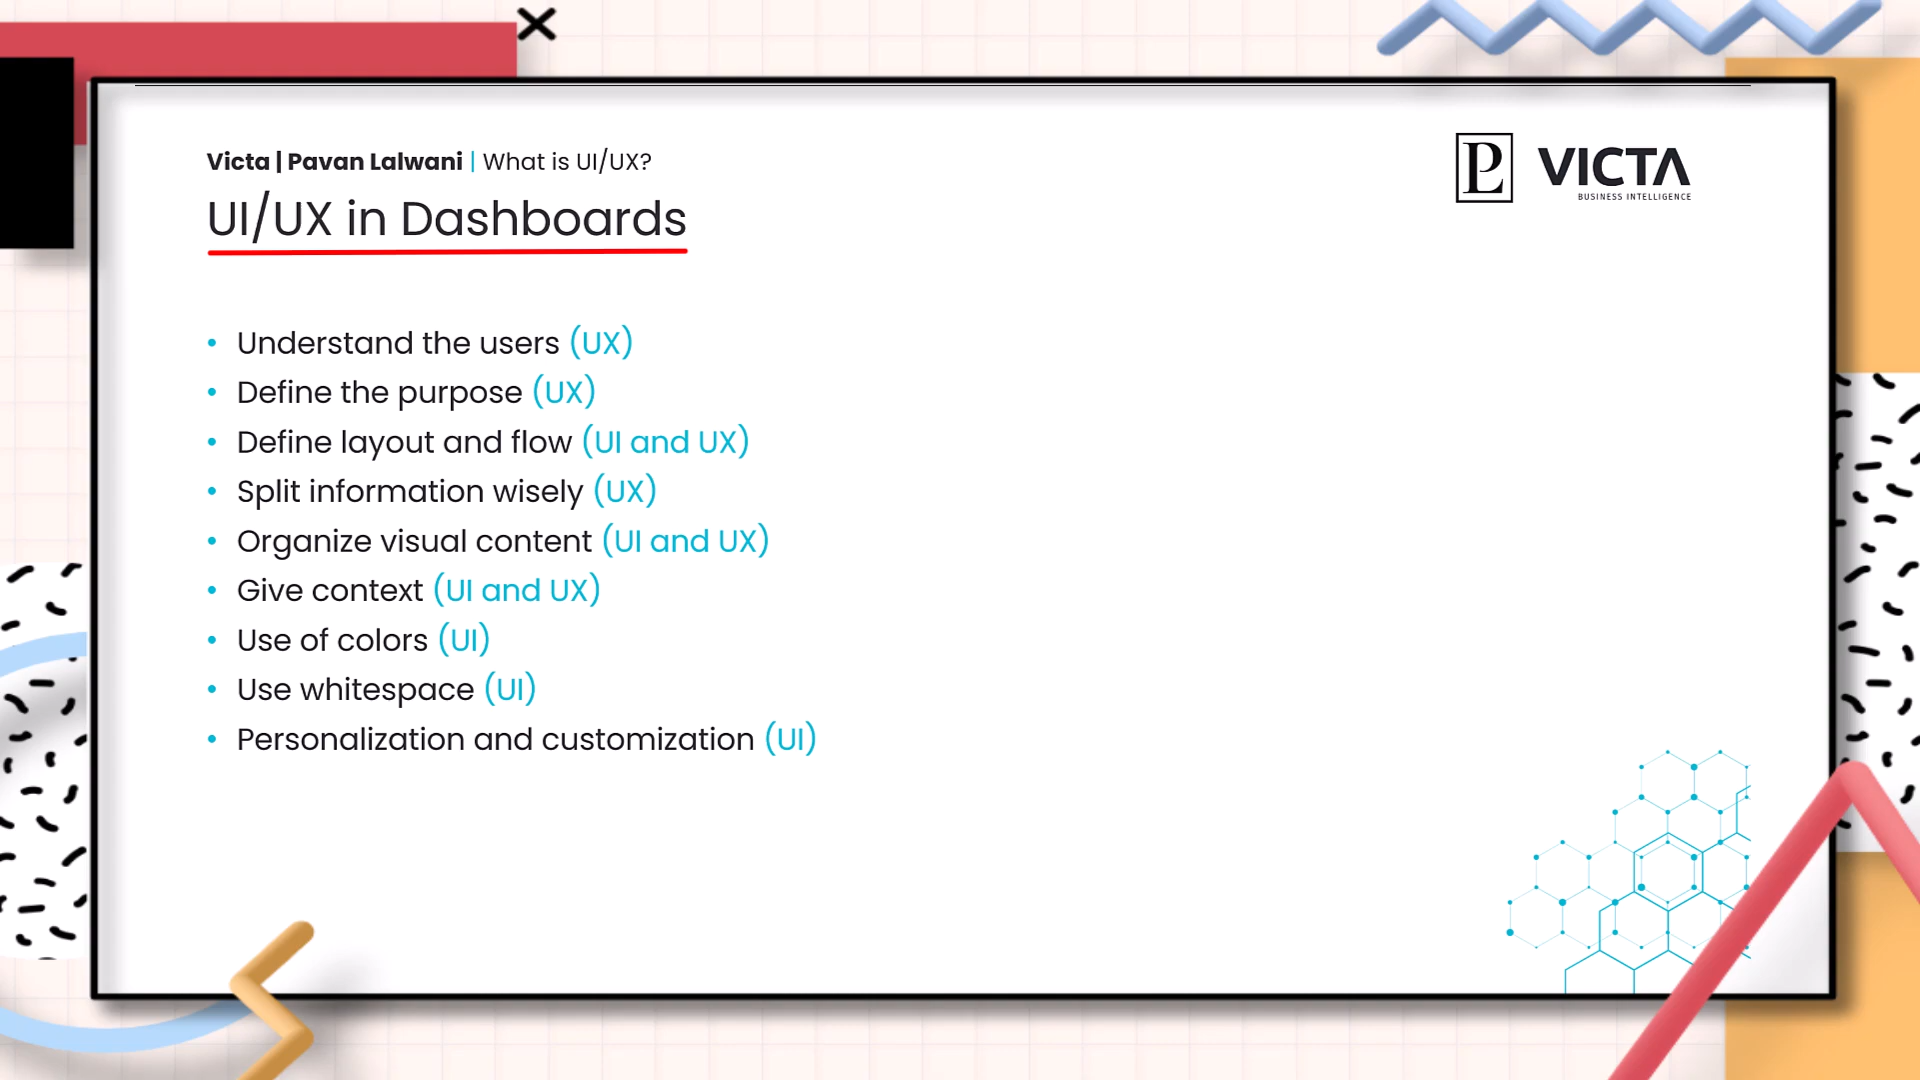 Victa | Pavan Lalwani | What is UI/UX?
UI/UX in Dashboards
PL VICTA
BUSINESS INTELLIGENCE
• Understand the users (UX)
• Define the purpose (UX)
• Define layout and flow (UI and UX)
• Split information wisely (UX)
• Organize visual content (UI and UX)
• Give context (UI and UX)
• Use of colors (UI)
• Use whitespace (UI)
• Personalization and customization (UI)